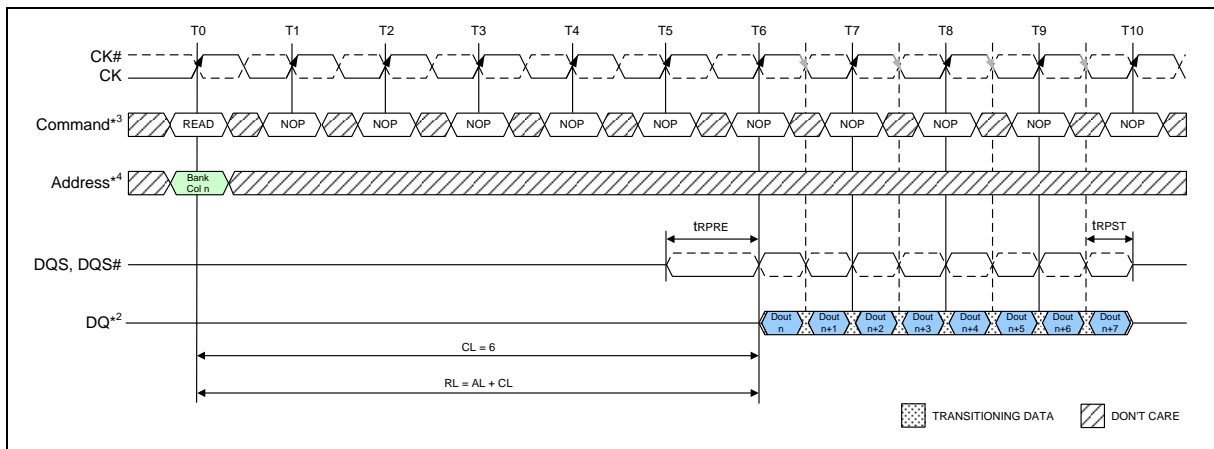 T0 T1 T2 T3 T4 T5 T6 T7 T8 T9 T10
CK#
CK
Command*3 READ NOP NOP NOP NOP NOP NOP NOP NOP NOP NOP
Address*4 Bank
Col n
tRPRE tRPST
DQS, DQS#
DQ*2 Dout
n Dout
n+1 Dout
n+2 Dout
n+3 Dout
n+4 Dout
n+5 Dout
n+6 Dout
n+7
CL = 6
RL = AL + CL
TRANSITIONING DATA DON'T CARE